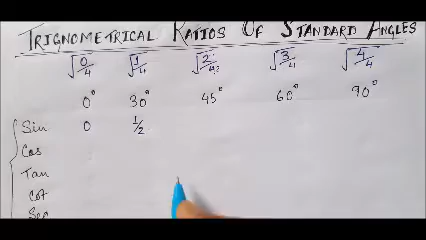 TRIGNOMETRICAL RATIOS OF STANDARD ANGLES
√0/4 √1/4 √2/4 √3/4 √4/4
0° 30° 45° 60° 90°
Sin 0 1/2
Cos
Tan
Cot
Sec